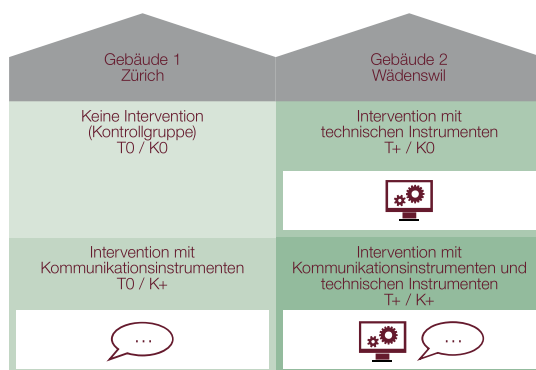 Gebäude 1
Zürich
Gebäude 2
Wädenswil
Keine Intervention
(Kontrollgruppe)
T0 / K0
Intervention mit
technischen Instrumenten
T+ / K0
Intervention mit
Kommunikationsinstrumenten
T0 / K+
...
Intervention mit
Kommunikationsinstrumenten und
technischen Instrumenten
T+ / K+
...